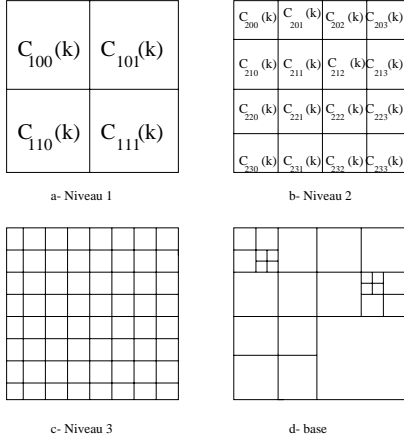 C100(k) C101(k)
C110(k) C111(k)
a- Niveau 1
C200(k) C201(k) C202(k) C203(k)
C210(k) C211(k) C212(k) C213(k)
C220(k) C221(k) C222(k) C223(k)
C230(k) C231(k) C232(k) C233(k)
b- Niveau 2
c- Niveau 3
d- base